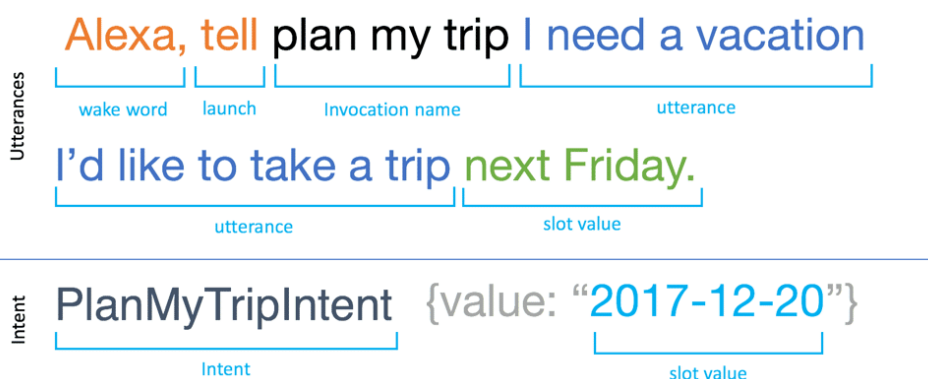 Utterances
Alexa, tell plan my trip I need a vacation
wake word launch Invocation name utterance
I’d like to take a trip next Friday.
utterance slot value
Intent
PlanMyTripIntent {value: “2017-12-20”}
Intent slot value